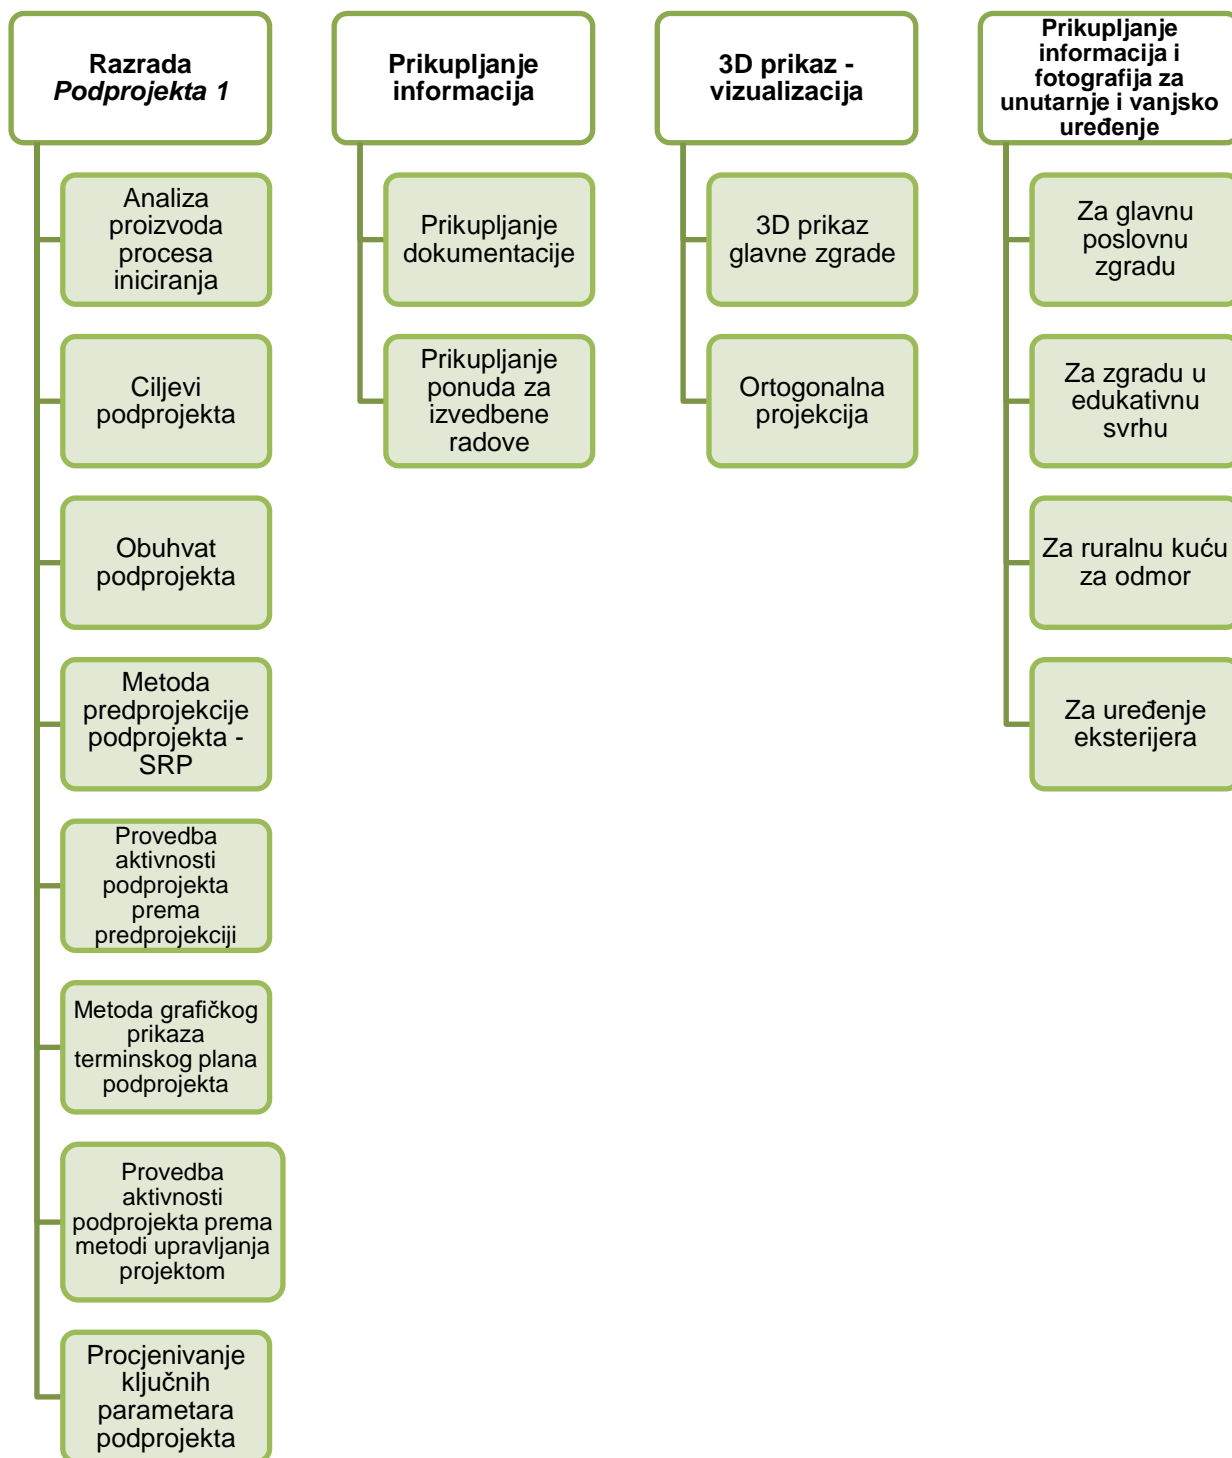 Razrada
Podprojekta 1
Analiza
proizvoda
procesa
iniciranja
Ciljevi
podprojekta
Obuhvat
podprojekta
Metoda
predprojekcije
podprojekta -
SRP
Provedba
aktivnosti
podprojekta
prema
predprojekciji
Metoda grafičkog
prikaza
terminskog plana
podprojekta
Provedba
aktivnosti
podprojekta prema
metodi upravljanja
projektom
Procjenivanje
ključnih
parametara
podprojekta
Prikupljanje
informacija
Prikupljanje
dokumentacije
Prikupljanje
ponuda za
izvedbene
radove
3D prikaz -
vizualizacija
3D prikaz
glavne zgrade
Ortogonalna
projekcija
Prikupljanje
informacija i
fotografija za
unutarnje i vanjsko
uređenje
Za glavnu
poslovnu
zgradu
Za zgradu u
edukativnu
svrhu
Za ruralnu kuću
za odmor
Za uređenje
eksterijera